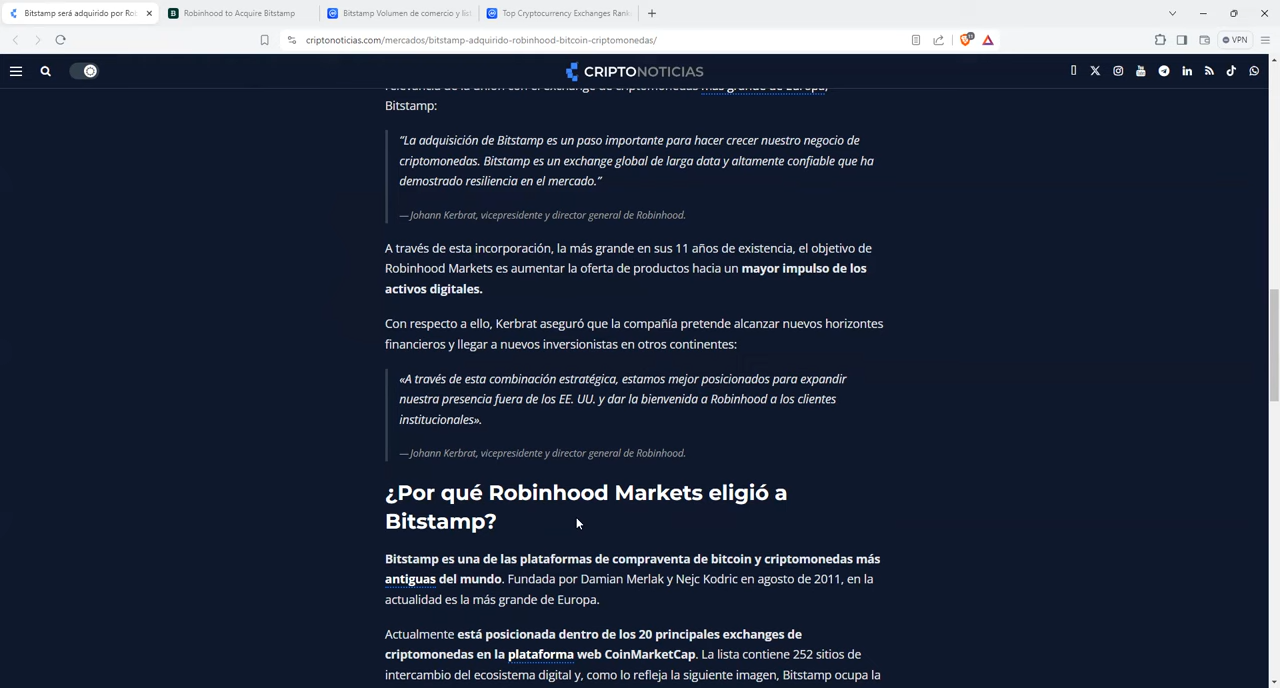 Bitstamp será adquirido por Rob
Robinhood to Acquire Bitstamp
Bitstamp Volumen de comercio y lis
Top Cryptocurrency Exchanges Rank
criptonoticias.com/mercados/bitstamp-adquirido-robinhood-bitcoin-criptomonedas/
VPN
CRIPTONOTICIAS
relevancia de la unión con el exchange de criptomonedas más grande de Europa,
Bitstamp:
“La adquisición de Bitstamp es un paso importante para hacer crecer nuestro negocio de
criptomonedas. Bitstamp es un exchange global de larga data y altamente confiable que ha
demostrado resiliencia en el mercado.”
— Johann Kerbrat, vicepresidente y director general de Robinhood.
A través de esta incorporación, la más grande en sus 11 años de existencia, el objetivo de
Robinhood Markets es aumentar la oferta de productos hacia un mayor impulso de los
activos digitales.
Con respecto a ello, Kerbrat aseguró que la compañía pretende alcanzar nuevos horizontes
financieros y llegar a nuevos inversionistas en otros continentes:
«A través de esta combinación estratégica, estamos mejor posicionados para expandir
nuestra presencia fuera de los EE. UU. y dar la bienvenida a Robinhood a los clientes
institucionales».
— Johann Kerbrat, vicepresidente y director general de Robinhood.
¿Por qué Robinhood Markets eligió a
Bitstamp?
Bitstamp es una de las plataformas de compraventa de bitcoin y criptomonedas más
antiguas del mundo. Fundada por Damian Merlak y Nejc Kodric en agosto de 2011, en la
actualidad es la más grande de Europa.
Actualmente está posicionada dentro de los 20 principales exchanges de
criptomonedas en la plataforma web CoinMarketCap. La lista contiene 252 sitios de
intercambio del ecosistema digital y, como lo refleja la siguiente imagen, Bitstamp ocupa la